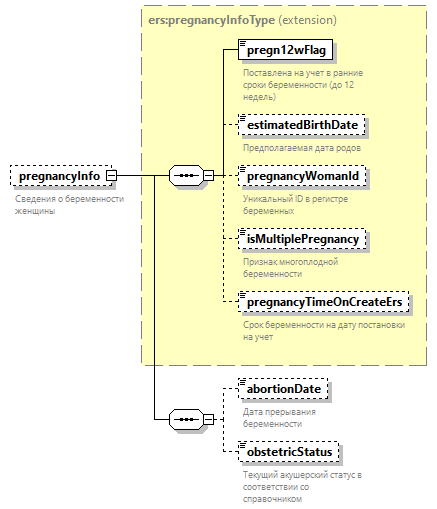 ers:pregnancyInfoType (extension)
pregn12wFlag
Поставлена на учет в ранние
сроки беременности (до 12
недель)
estimatedBirthDate
Предполагаемая дата родов
pregnancyInfo
Сведения о беременности
женщины
pregnancyWomanId
Уникальный ID в регистре
беременных
isMultiplePregnancy
Признак многоплодной
беременности
pregnancyTimeOnCreateErs
Срок беременности на дату постановки
на учет
abortionDate
Дата прерывания
беременности
obstetricStatus
Текущий акушерский статус в
соответствии со
справочником